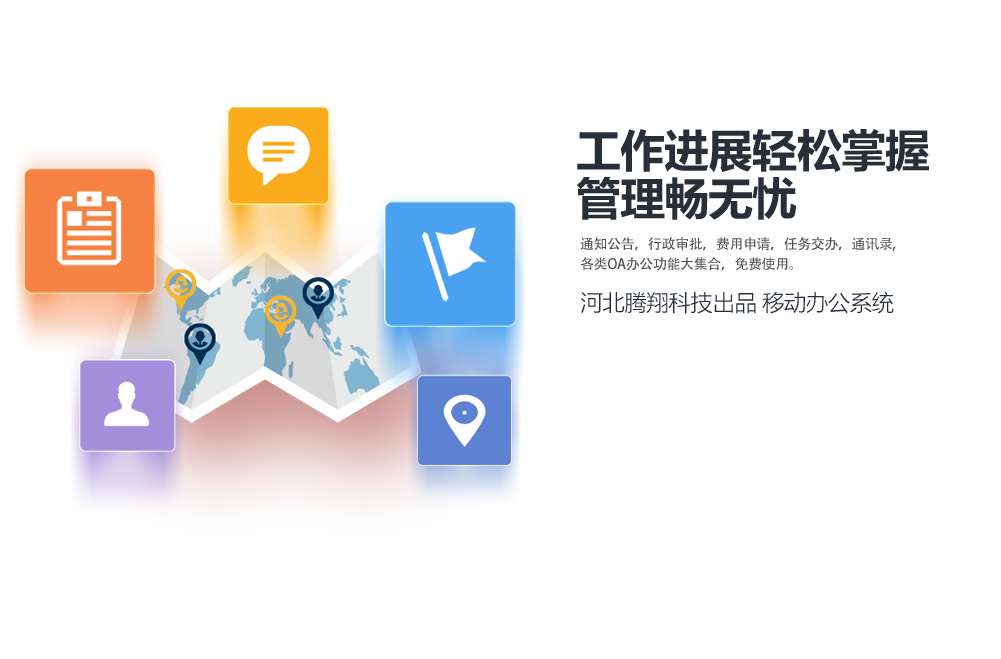 工作进展轻松掌握
管理畅无忧
通知公告，行政审批，费用申请，任务交办，通讯录，
各类OA办公功能大集合，免费使用。
河北腾翔科技出品 移动办公系统